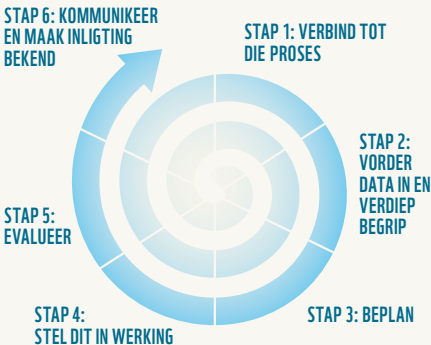 STAP 6: KOMMUNIKEER
EN MAAK INLIGTING
BEKEND
STAP 1: VERBIND TOT
DIE PROSES
STAP 2:
VORDER
DATA IN EN
VERDIEP
BEGRIP
STAP 3: BEPLAN
STAP 4:
STEL DIT IN WERKING
STAP 5:
EVALUEER